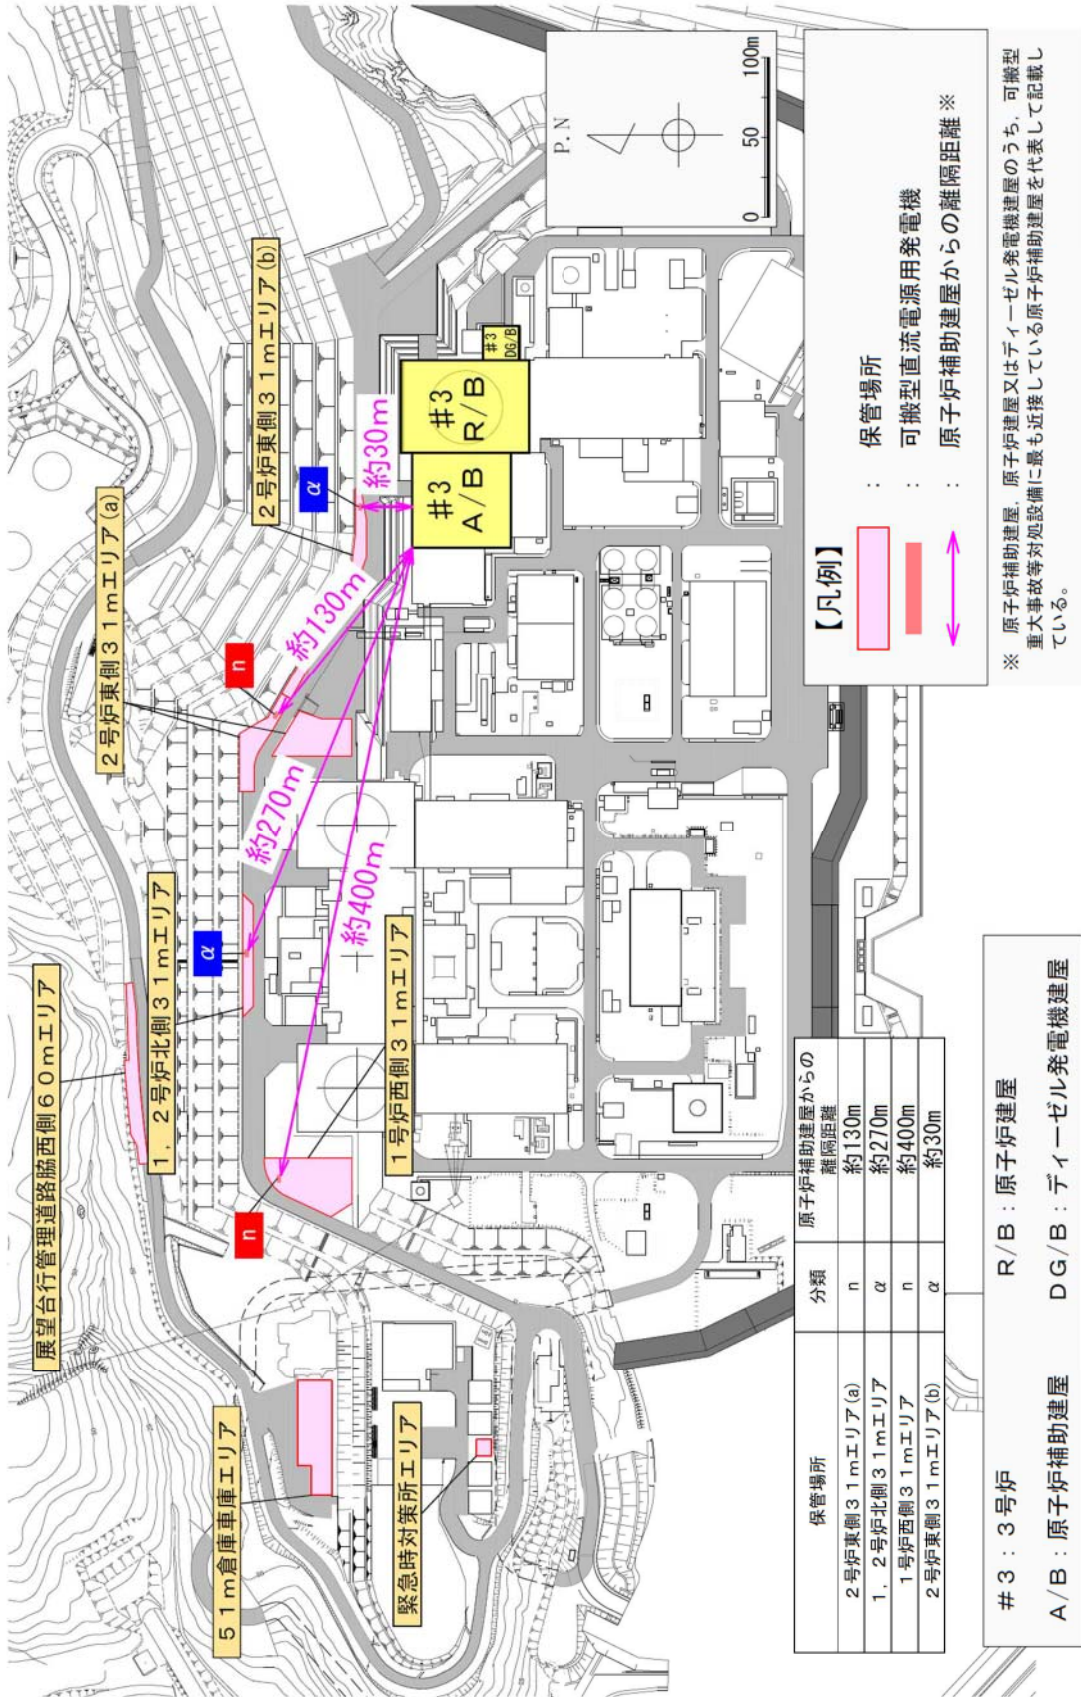 展望台行管理道路脇西側６０ｍエリア
２号炉東側３１ｍエリア(a)
２号炉東側３１ｍエリア(b)
１，２号炉北側３１ｍエリア
５１ｍ倉庫車庫エリア
緊急時対策所エリア
１号炉西側３１ｍエリア
n
α
n
α
約400m
約270m
約130m
約30m
#3
A/B
#3
R/B
#3
DG/B
P.N
0 50 100m
【凡例】
： 保管場所
： 可搬型直流電源用発電機
： 原子炉補助建屋からの離隔距離※
※ 原子炉補助建屋，原子炉建屋又はディーゼル発電機建屋のうち，可搬型
重大事故等対処設備に最も近接している原子炉補助建屋を代表して記載し
ている。
保管場所 分類 原子炉補助建屋からの
離隔距離
２号炉東側３１ｍエリア(a) n 約130m
１，２号炉北側３１ｍエリア α 約270m
１号炉西側３１ｍエリア n 約400m
２号炉東側３１ｍエリア(b) α 約30m
＃３：３号炉 Ｒ/Ｂ：原子炉建屋
Ａ/Ｂ：原子炉補助建屋 ＤＧ/Ｂ：ディーゼル発電機建屋